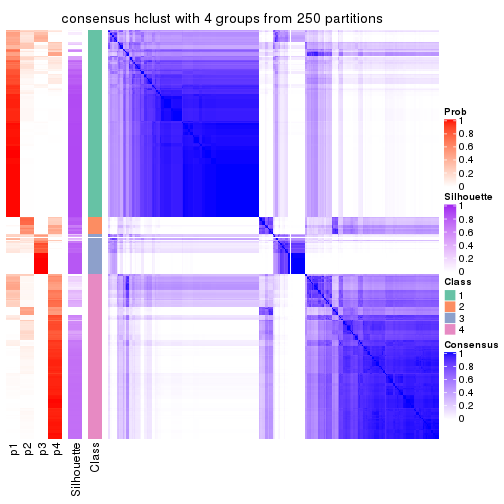 consensus hclust with 4 groups from 250 partitions
Prob
1
0.8
0.6
0.4
0.2
0
Silhouette
1
0.8
0.6
0.4
0.2
0
Class
1
2
3
4
Consensus
1
0.8
0.6
0.4
0.2
0
p1
p2
p3
p4
Silhouette
Class